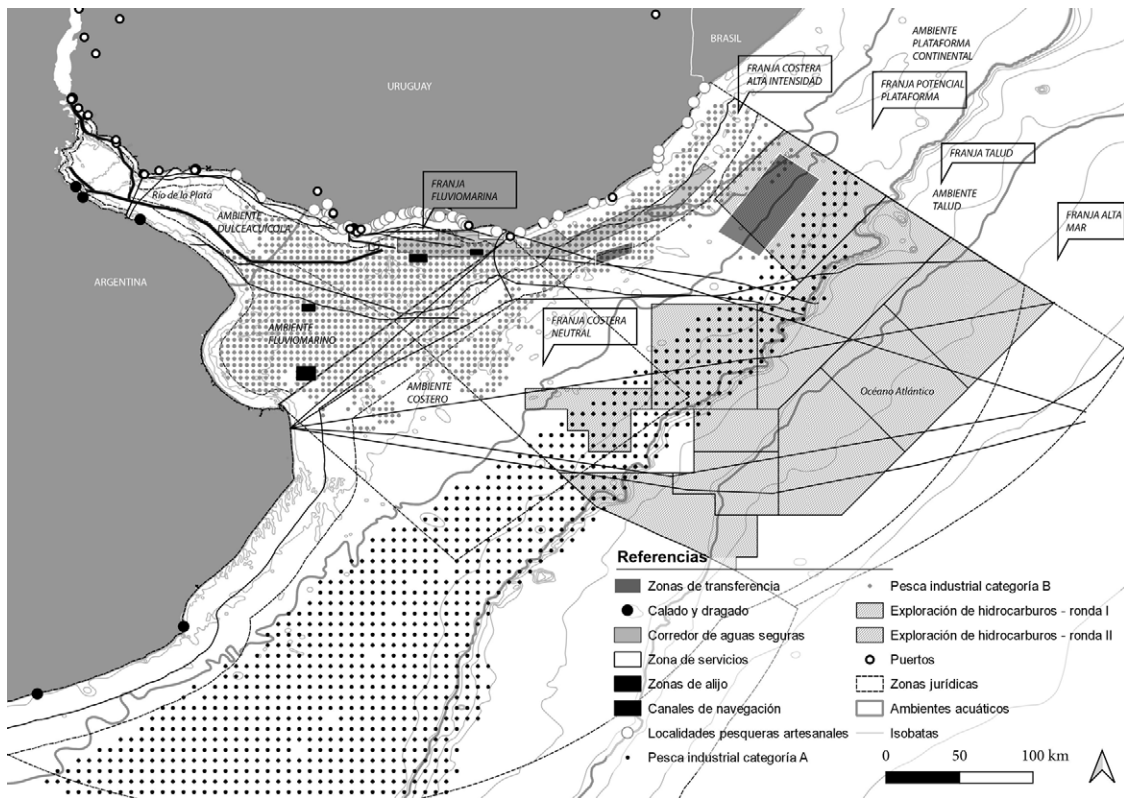 BRASIL
AMBIENTE
PLATAFORMA
CONTINENTAL
FRANJA COSTERA
ALTA INTENSIDAD
URUGUAY
FRANJA POTENCIAL
PLATAFORMA
FRANJA TALUD
AMBIENTE
TALUD
FRANJA
FLUVIOMARINA
Río de la Plata
AMBIENTE
DULCEACUÍCOLA
FRANJA ALTA
MAR
ARGENTINA
AMBIENTE
FLUVIOMARINO
FRANJA COSTERA
NEUTRAL
AMBIENTE
COSTERO
Océano Atlántico
Referencias
Zonas de transferencia
Calado y dragado
Corredor de aguas seguras
Zona de servicios
Zonas de alijo
Canales de navegación
Localidades pesqueras artesanales
Pesca industrial categoría A
Pesca industrial categoría B
Exploración de hidrocarburos - ronda I
Exploración de hidrocarburos - ronda II
Puertos
Zonas jurídicas
Ambientes acuáticos
Isobatas
0 50 100 km